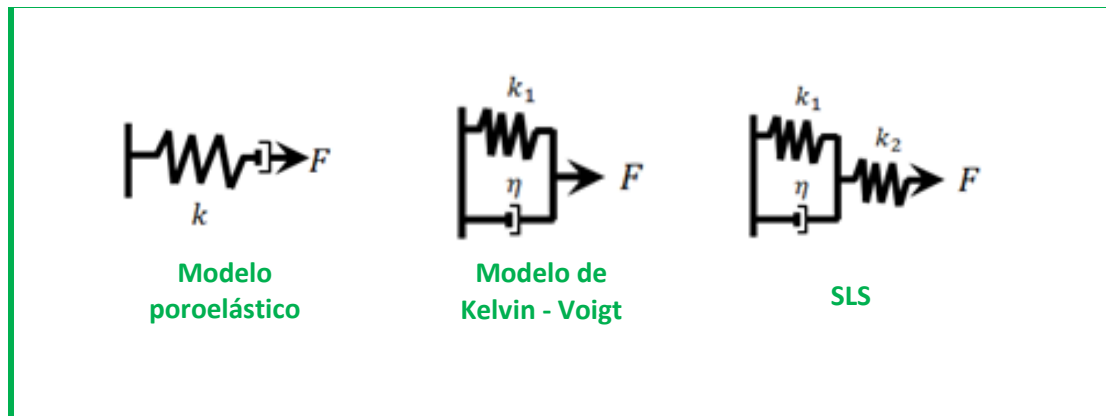 k
F
Modelo
poroelástico
k₁
η
F
Modelo de
Kelvin - Voigt
k₁
k₂
η
F
SLS